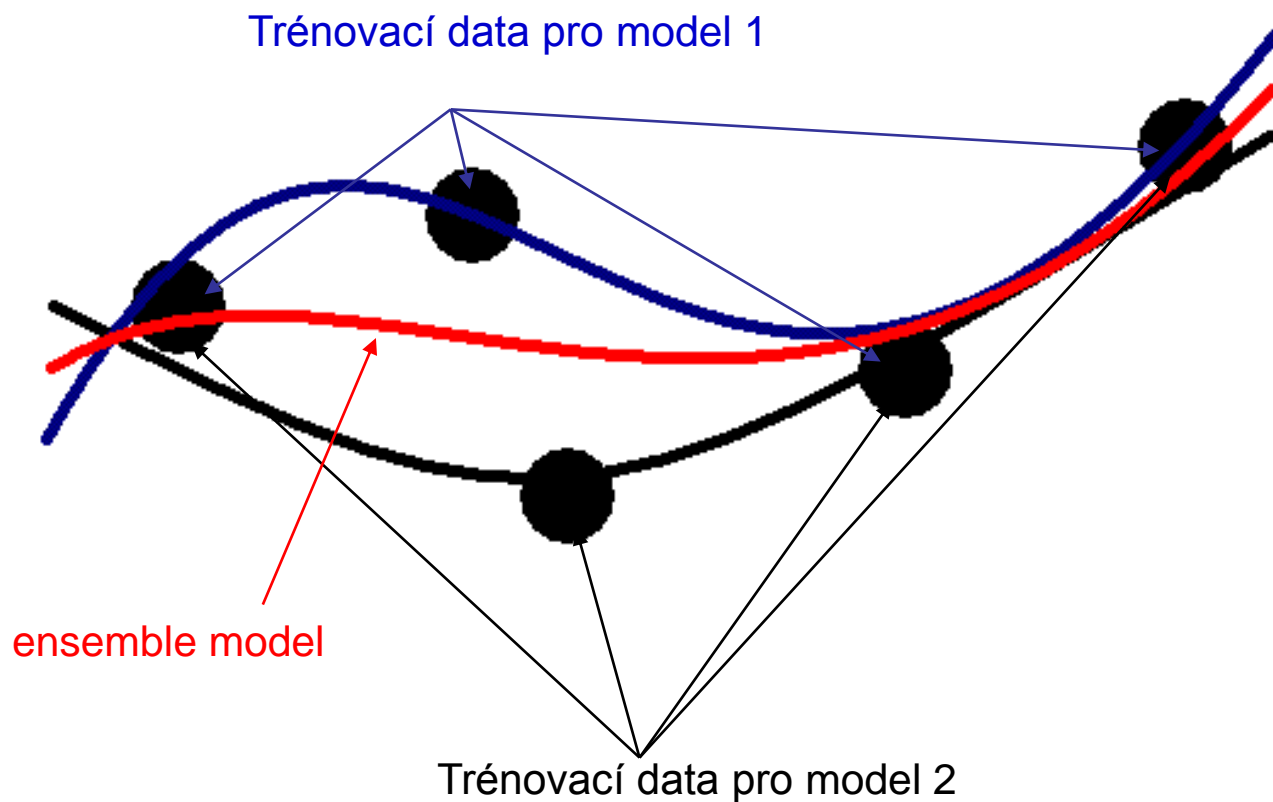 Trénovací data pro model 1
ensemble model
Trénovací data pro model 2